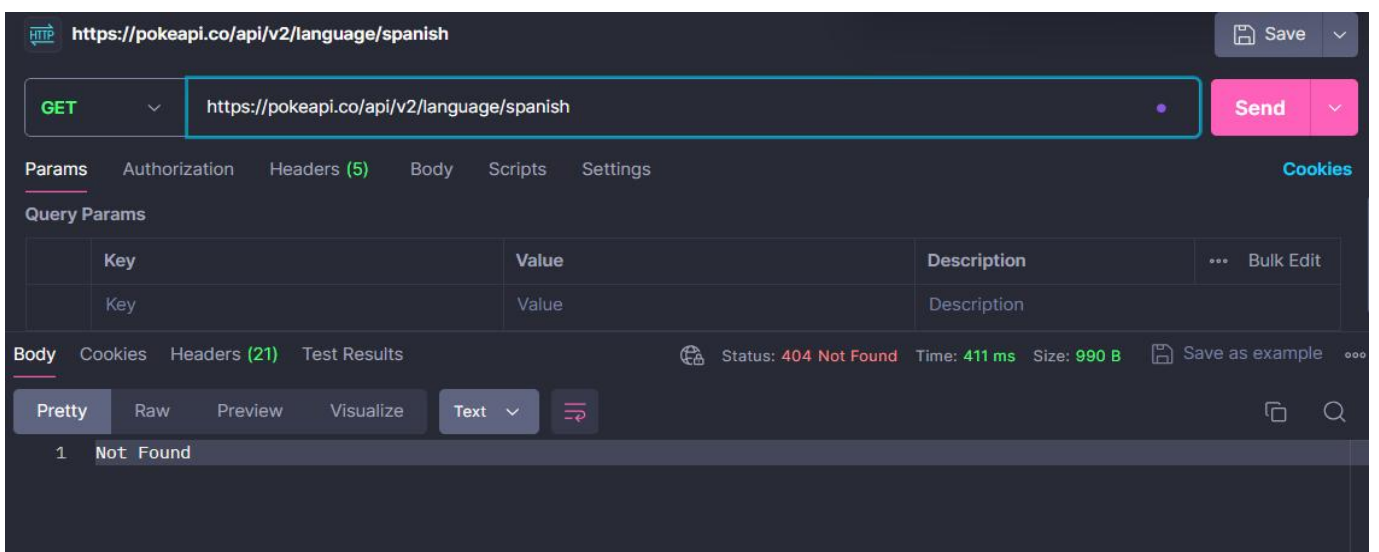 HTTP https://pokeapi.co/api/v2/language/spanish Save
GET https://pokeapi.co/api/v2/language/spanish Send
Params Authorization Headers (5) Body Scripts Settings Cookies
Query Params
Key Value Description ••• Bulk Edit
Key Value Description
Body Cookies Headers (21) Test Results Status: 404 Not Found Time: 411 ms Size: 990 B Save as example •••
Pretty Raw Preview Visualize Text
1 Not Found